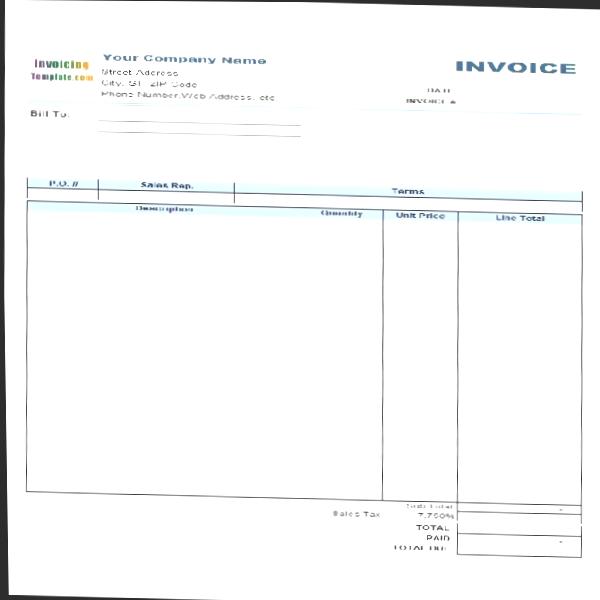 Invoicing
Template.com
Your Company Name
Street Address
City, ST ZIP Code
Phone Number,Web Address, etc
INVOICE
DATE
INVOICE #
Bill To:
P.O. # Sales Rep. Terms
Description Quantity Unit Price Line Total
Sub Total -
Sales Tax 7.750%
TOTAL
PAID -
TOTAL DUE